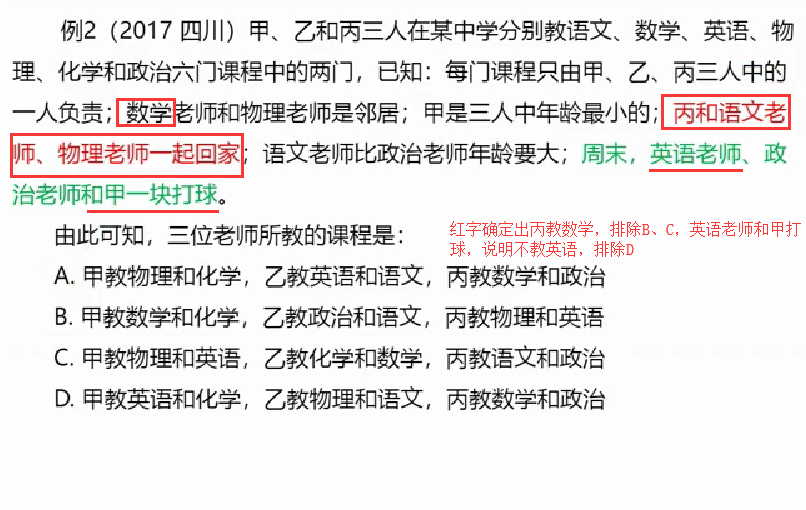 例2（2017 四川）甲、乙和丙三人在某中学分别教语文、数学、英语、物
理、化学和政治六门课程中的两门，已知：每门课程只由甲、乙、丙三人中的
一人负责；数学老师和物理老师是邻居；甲是三人中年龄最小的；丙和语文老
师、物理老师一起回家；语文老师比政治老师年龄要大；周末，英语老师、政
治老师和甲一块打球。
由此可知，三位老师所教的课程是：
红字确定出丙教数学，排除B、C，英语老师和甲打
球，说明不教英语，排除D
A. 甲教物理和化学，乙教英语和语文，丙教数学和政治
B. 甲教数学和化学，乙教政治和语文，丙教物理和英语
C. 甲教物理和英语，乙教化学和数学，丙教语文和政治
D. 甲教英语和化学，乙教物理和语文，丙教数学和政治